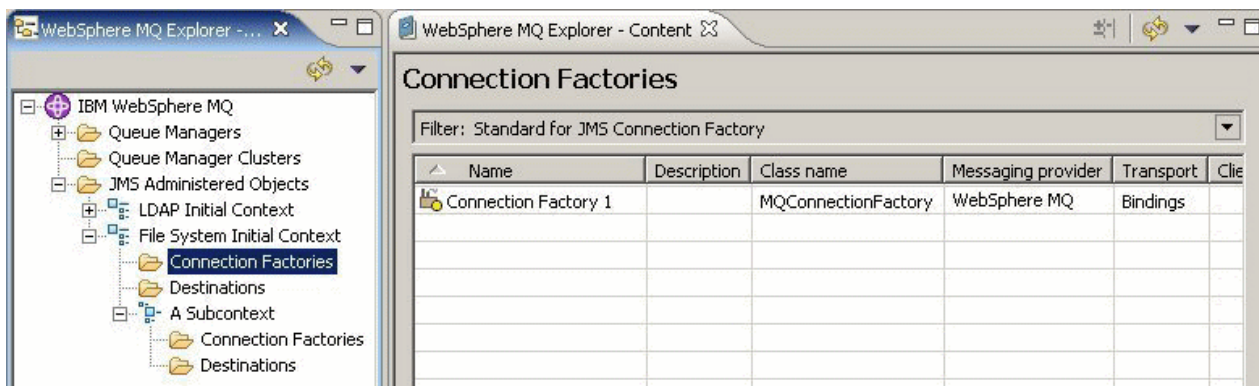 WebSphere MQ Explorer -...
IBM WebSphere MQ
Queue Managers
Queue Manager Clusters
JMS Administered Objects
LDAP Initial Context
File System Initial Context
Connection Factories
Destinations
A Subcontext
Connection Factories
Destinations
WebSphere MQ Explorer - Content
Connection Factories
Filter: Standard for JMS Connection Factory
Name Description Class name Messaging provider Transport Clie
Connection Factory 1 MQConnectionFactory WebSphere MQ Bindings